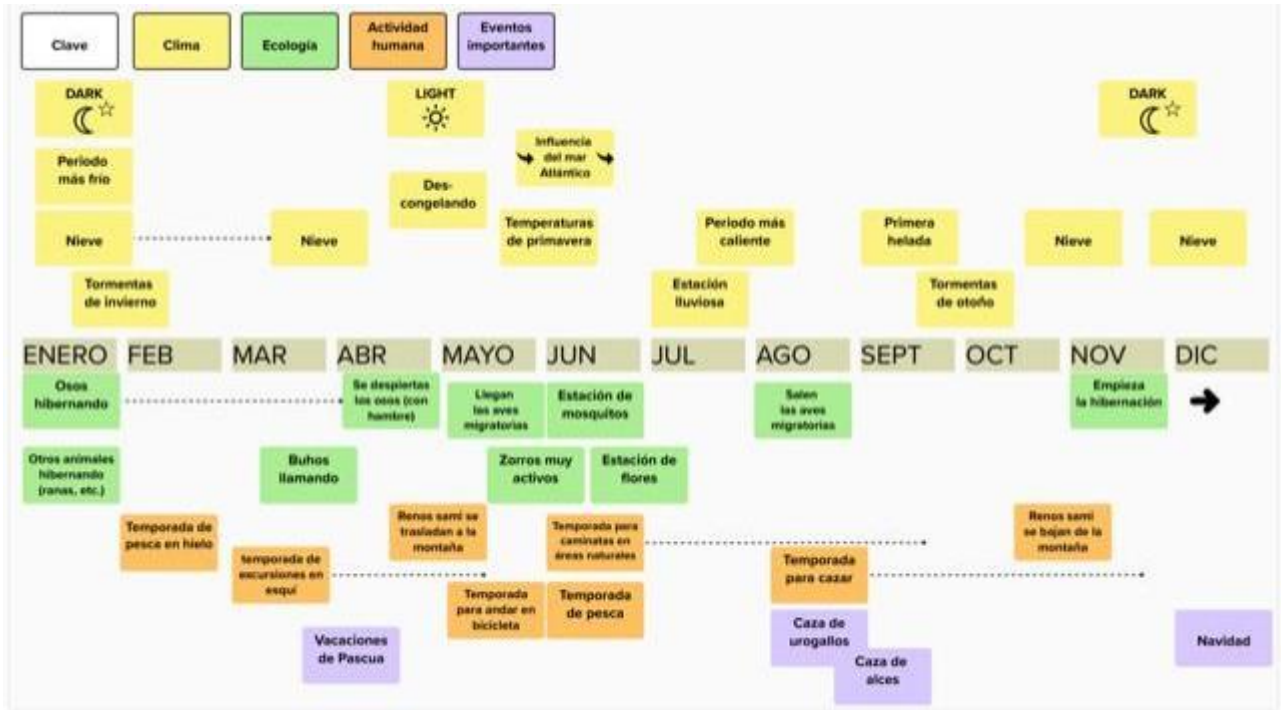 Clave
Clima
Ecología
Actividad
humana
Eventos
importantes
DARK
LIGHT
DARK
Influencia
del mar
Atlántico
Periodo
más frío
Des-
congelando
Nieve
Nieve
Temperaturas
de primavera
Periodo más
caliente
Primera
helada
Nieve
Nieve
Tormentas
de invierno
Estación
lluviosa
Tormentas
de otoño
ENERO FEB MAR ABR MAYO JUN JUL AGO SEPT OCT NOV DIC
Osos
hibernando
Se despiertas
los osos (con
hambre)
Llegan
las aves
migratorias
Estación de
mosquitos
Salen
las aves
migratorias
Empieza
la hibernación
Otros animales
hibernando
(ranas, etc.)
Buhos
llamando
Zorros muy
activos
Estación de
flores
Temporada de
pesca en hielo
Renos sami se
trasladan a la
montaña
Temporada para
caminatas en
áreas naturales
Renos sami
se bajan de la
montaña
temporada de
excursiones en
esquí
Temporada
para cazar
Temporada
para andar en
bicicleta
Temporada
de pesca
Vacaciones
de Pascua
Caza de
urogallos
Caza de
alces
Navidad